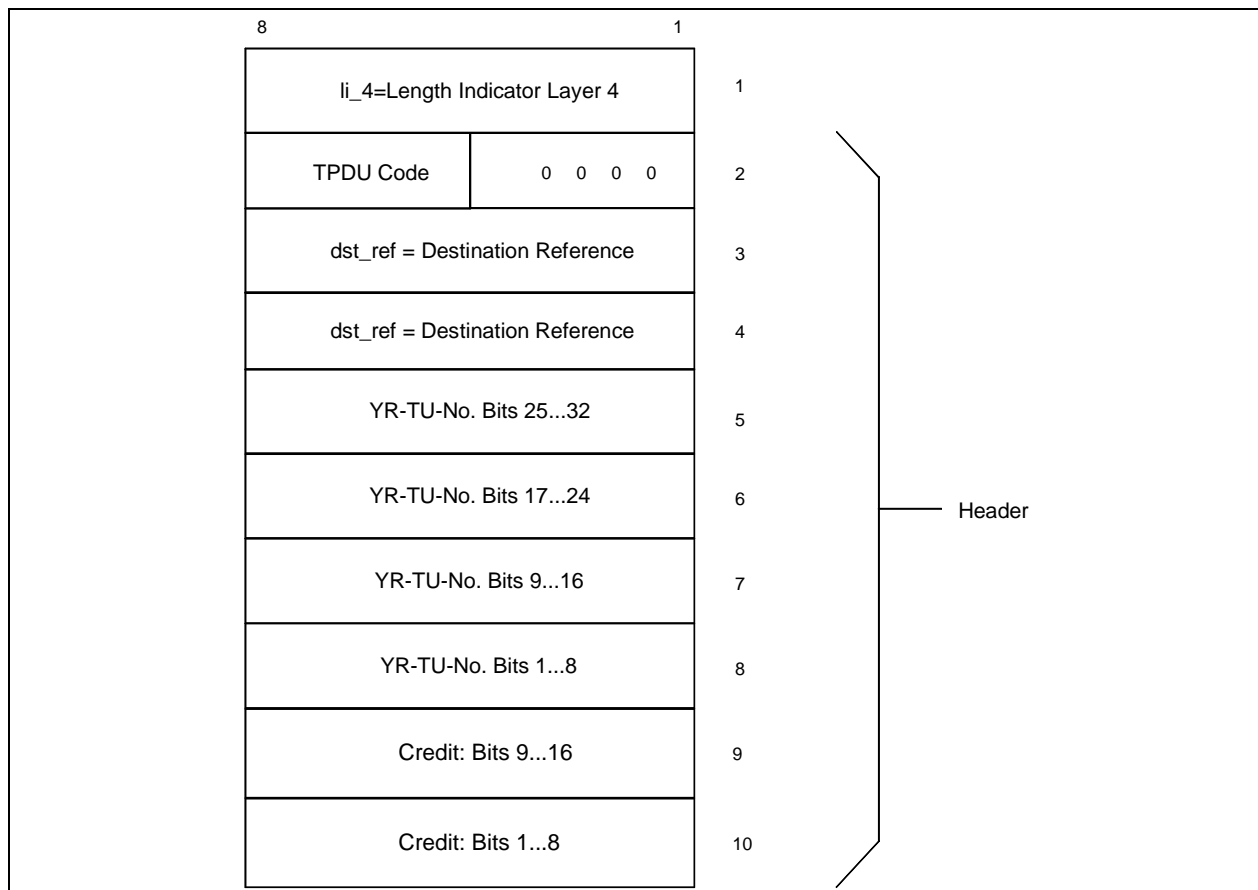 8 1
li_4=Length Indicator Layer 4 1
TPDU Code 0 0 0 0 2
dst_ref = Destination Reference 3
dst_ref = Destination Reference 4
YR-TU-No. Bits 25...32 5
YR-TU-No. Bits 17...24 6
Header
YR-TU-No. Bits 9...16 7
YR-TU-No. Bits 1...8 8
Credit: Bits 9...16 9
Credit: Bits 1...8 10